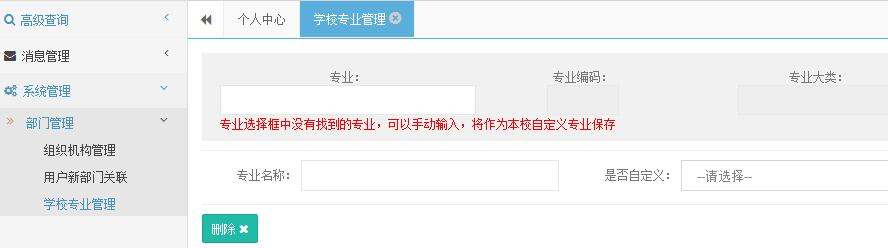 高级查询
消息管理
系统管理
部门管理
组织机构管理
用户新部门关联
学校专业管理
个人中心
学校专业管理
专业:
专业编码:
专业大类:
专业选择框中没有找到的专业，可以手动输入，将作为本校自定义专业保存
专业名称:
是否自定义:
--请选择--
删除